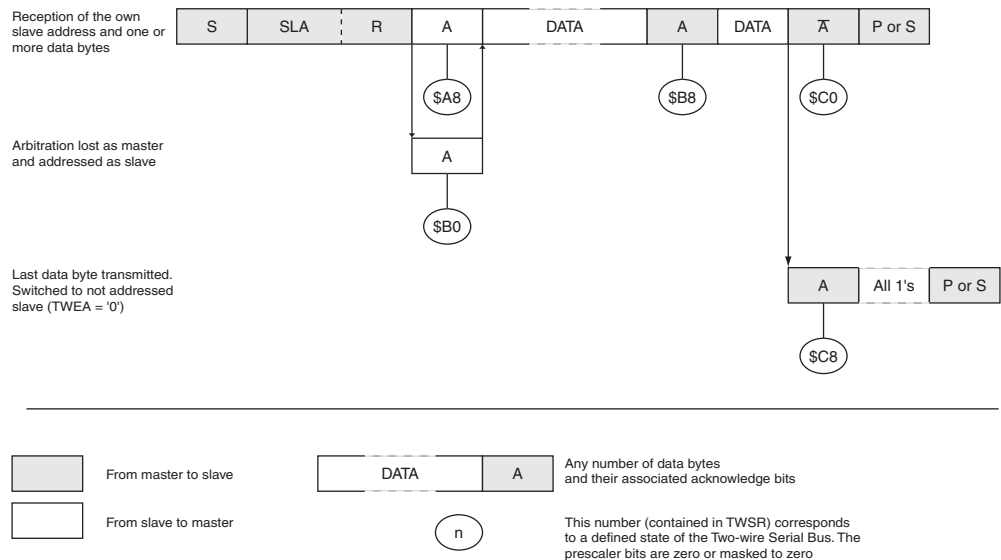 Reception of the own
slave address and one or
more data bytes
S SLA R A DATA A DATA A̅ P or S
$A8 $B8 $C0
Arbitration lost as master
and addressed as slave
A
$B0
Last data byte transmitted.
Switched to not addressed
slave (TWEA = '0')
A All 1's P or S
$C8
From master to slave
From slave to master
DATA A
Any number of data bytes
and their associated acknowledge bits
n
This number (contained in TWSR) corresponds
to a defined state of the Two-wire Serial Bus. The
prescaler bits are zero or masked to zero